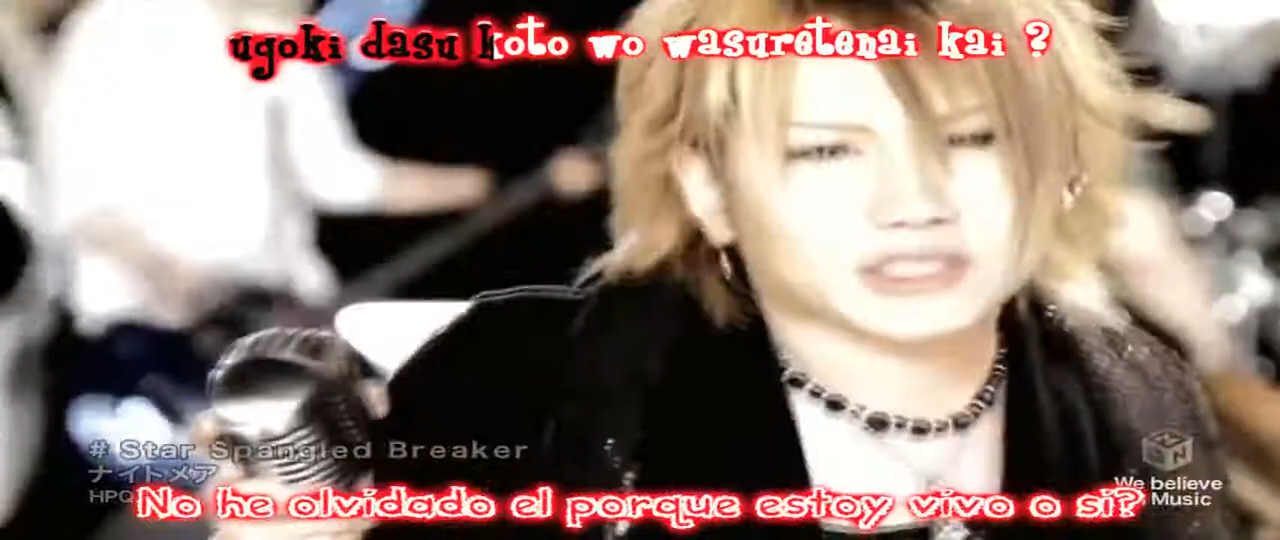 ugoki dasu koto wo wasuretenai kai ?
# Star Spangled Breaker
ナイトメア
HPQ
No he olvidado el porque estoy vivo o si?
We believe
Music